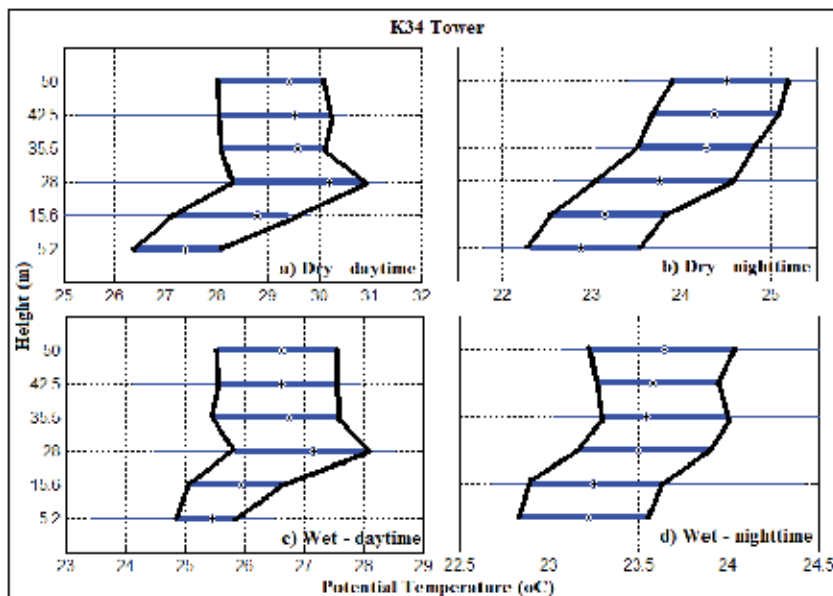 K34 Tower
50
42.5
35.5
28
15.6
5.2
a) Dry - daytime
25 26 27 28 29 30 31 32
b) Dry - nighttime
22 23 24 25
Height (m)
50
42.5
35.5
28
15.6
5.2
c) Wet - daytime
23 24 25 26 27 28 29
d) Wet - nighttime
22.5 23 23.5 24 24.5
Potential Temperature (oC)